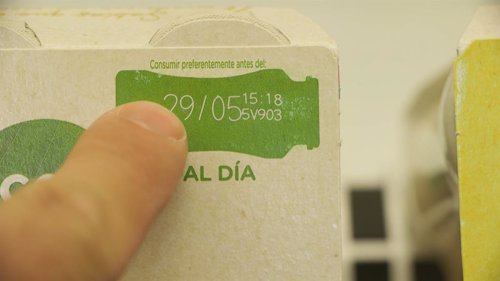 Consumir preferentemente antes del:
29/05 15:18
5V903
AL DÍA